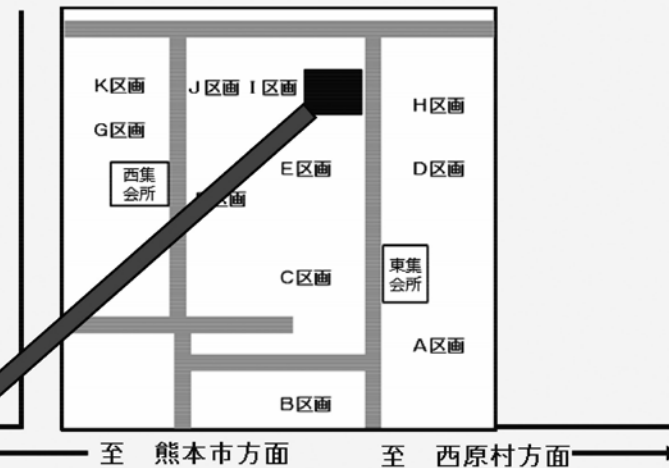 K区画
J区画 I区画
H区画
G区画
西集
会所
E区画
D区画
区画
C区画
東集
会所
A区画
B区画
至 熊本市方面
至 西原村方面